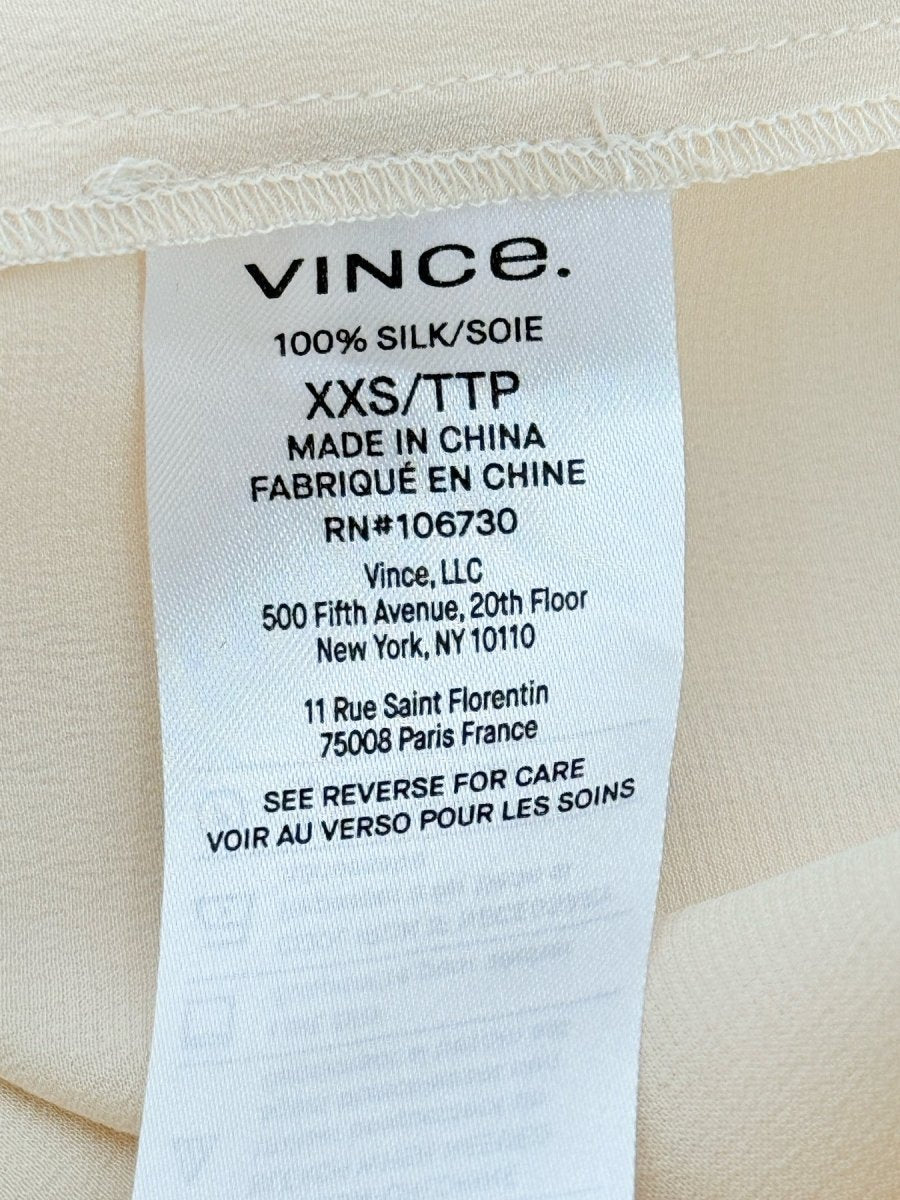 VINCe.
100% SILK/SOIE
XXS/TTP
MADE IN CHINA
FABRIQUÉ EN CHINE
RN#106730
Vince, LLC
500 Fifth Avenue, 20th Floor
New York, NY 10110
11 Rue Saint Florentin
75008 Paris France
SEE REVERSE FOR CARE
VOIR AU VERSO POUR LES SOINS